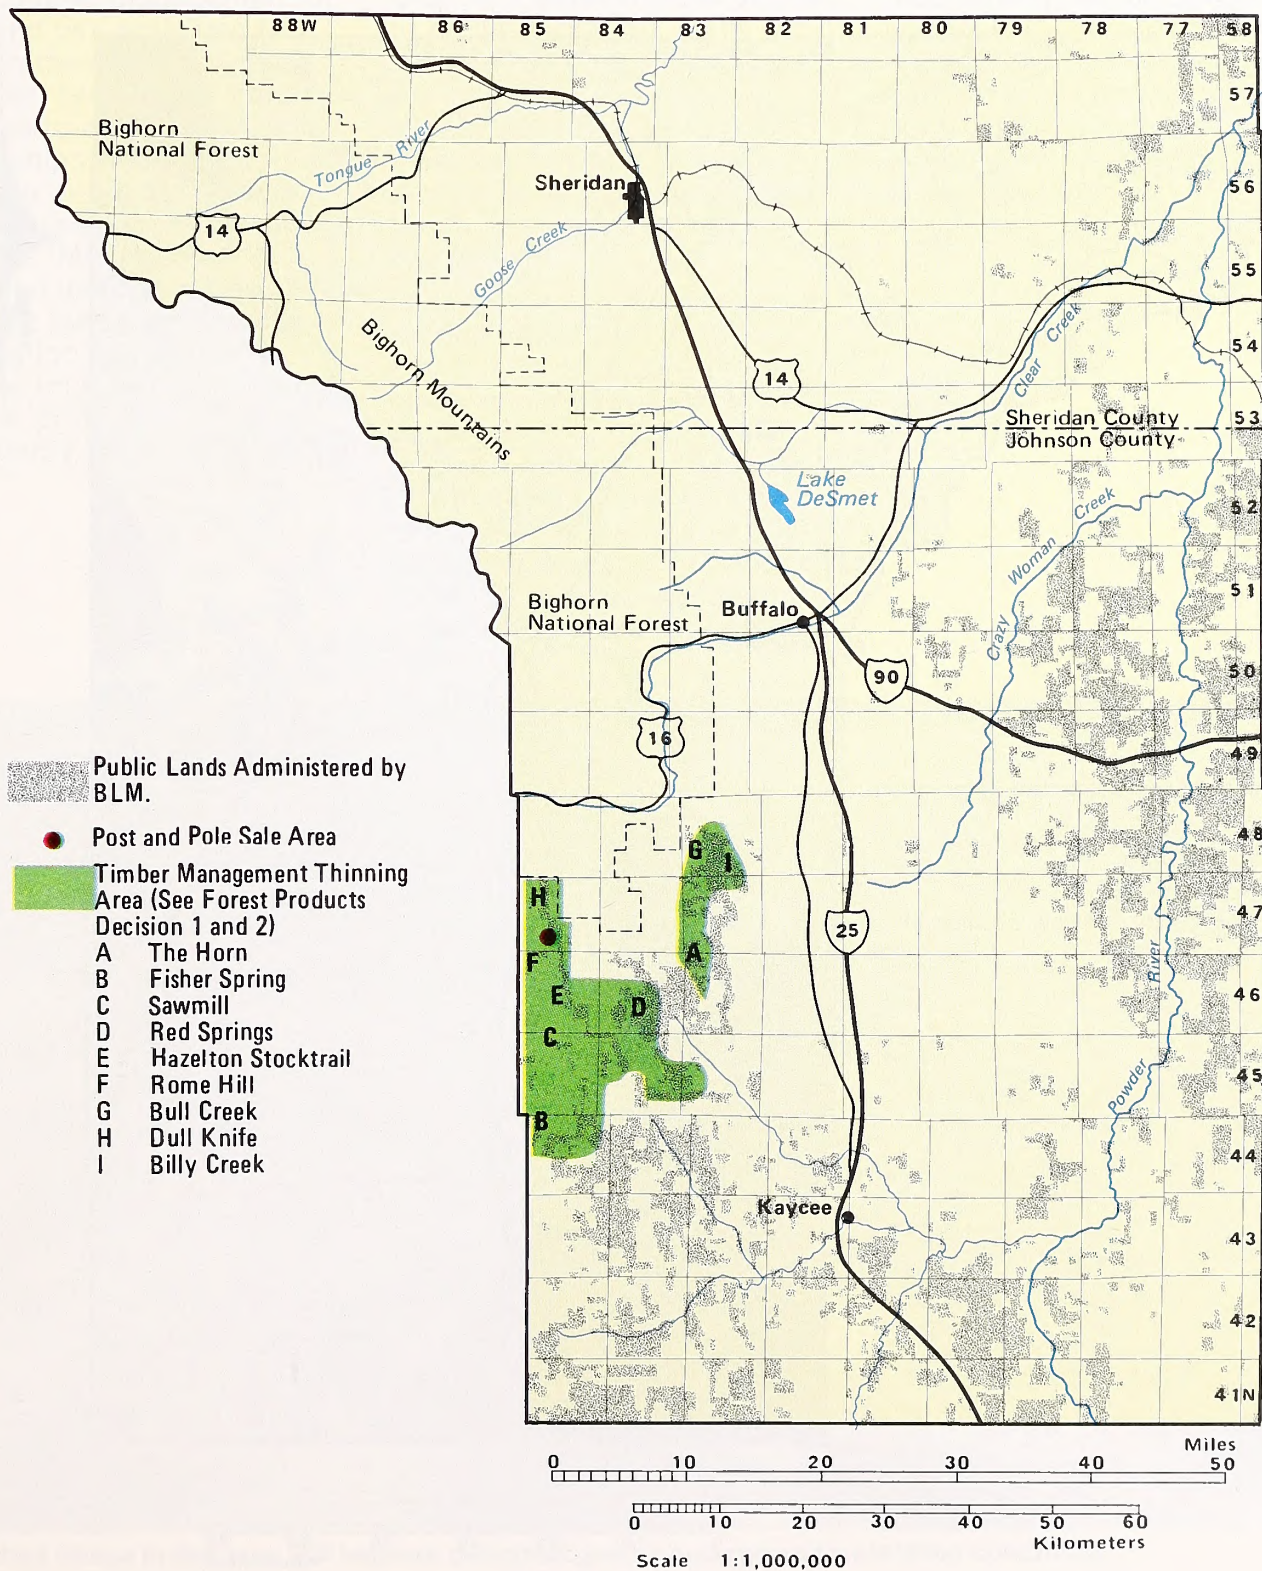 88W 86 85 84 83 82 81 80 79 78 77 58
57
Bighorn
National Forest
Tongue River
Sheridan
56
14
Goose Creek
55
Bighorn Mountains
54
14
Clear Creek
Sheridan County
53
Johnson County
Lake
DeSmet
Crazy Woman Creek
52
51
Bighorn
National Forest
Buffalo
50
90
16
49
Public Lands Administered by
BLM.
Post and Pole Sale Area
Timber Management Thinning
Area (See Forest Products
Decision 1 and 2)
A The Horn
B Fisher Spring
C Sawmill
D Red Springs
E Hazelton Stocktrail
F Rome Hill
G Bull Creek
H Dull Knife
I Billy Creek
48
G
I
H
47
25
A
F
E
D
46
C
Powder River
45
B
44
Kaycee
43
42
41N
Miles
0 10 20 30 40 50
0 10 20 30 40 50 60
Kilometers
Scale 1:1,000,000